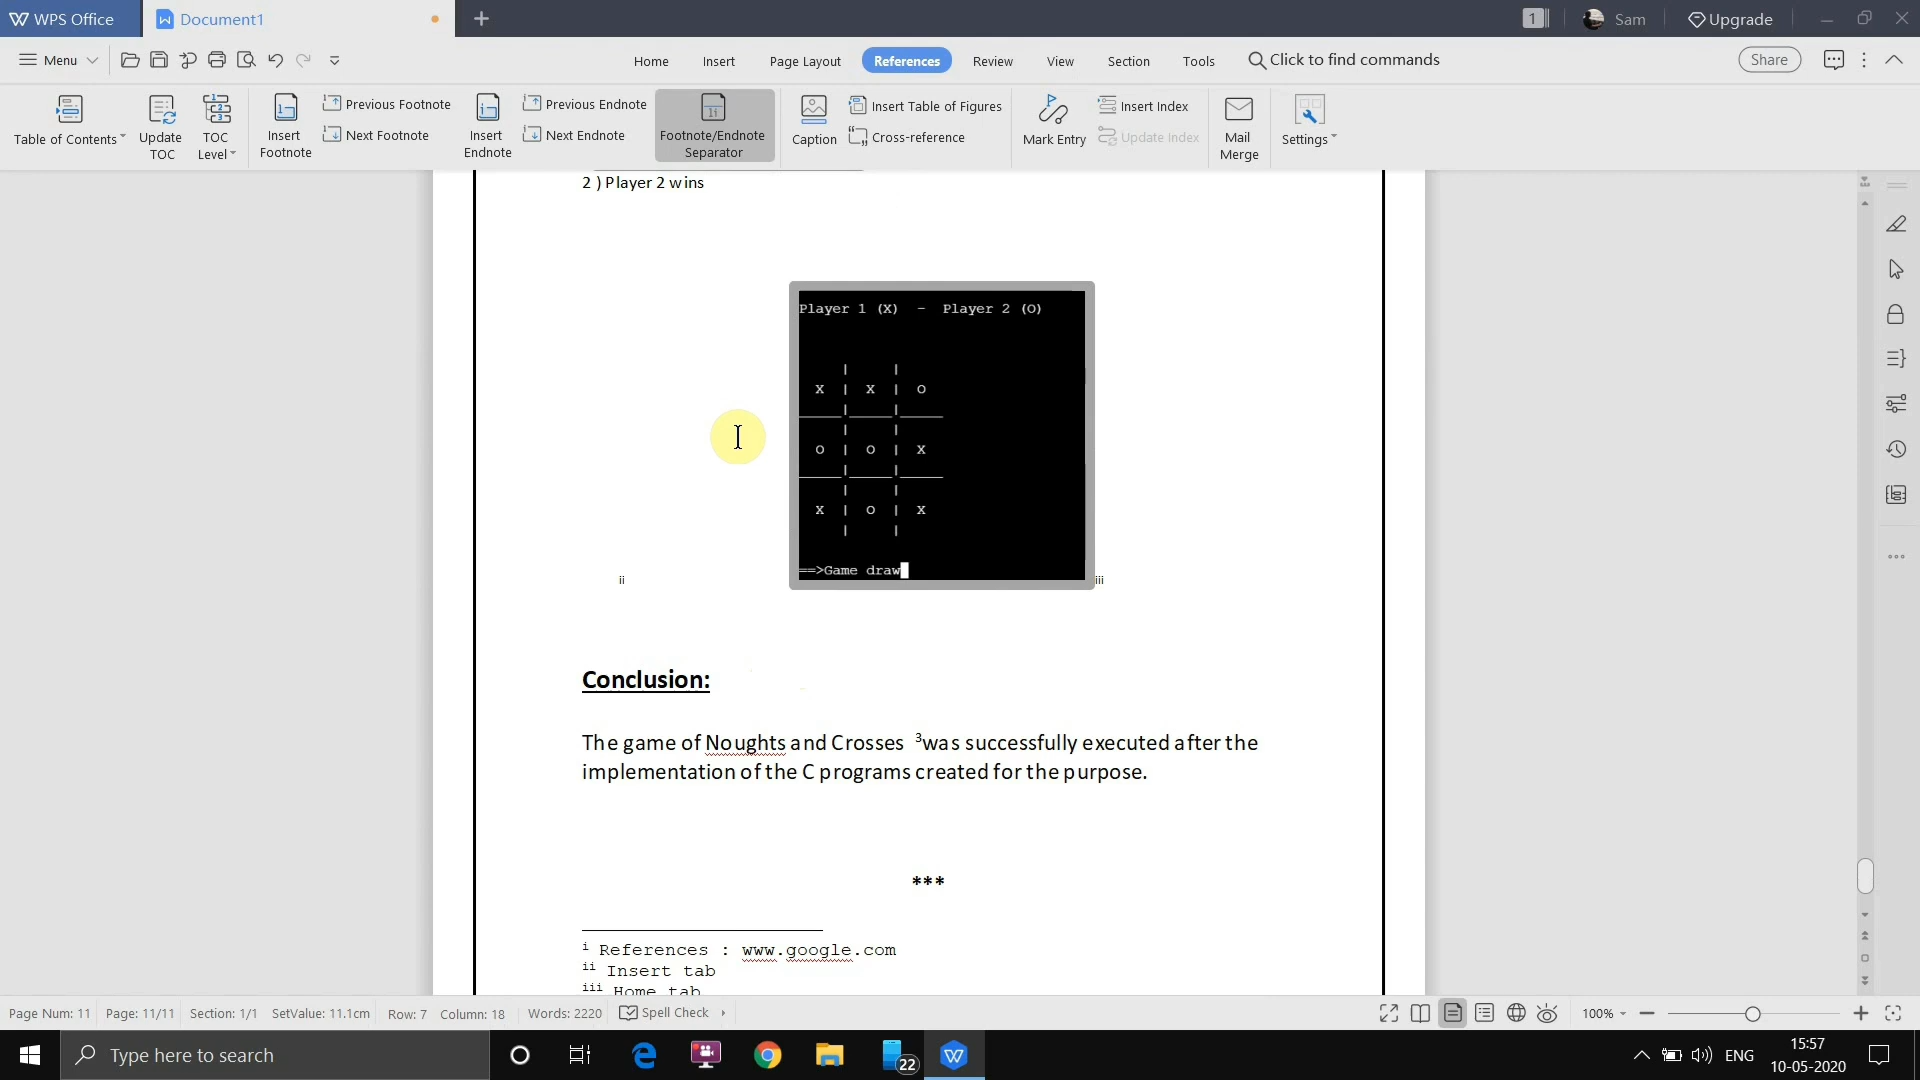 WPS Office Document1 1 Sam Upgrade
Menu Home Insert Page Layout References Review View Section Tools Click to find commands Share
Table of Contents Update TOC TOC Level Insert Footnote Previous Footnote Next Footnote Insert Endnote Previous Endnote Next Endnote Footnote/Endnote Separator Caption Insert Table of Figures Cross-reference Mark Entry Insert Index Update Index Mail Merge Settings
2 ) Player 2 wins
Player 1 (X) - Player 2 (O)
X | X | O
O | O | X
X | O | X
==>Game draw
ii iii
Conclusion:
The game of Noughts and Crosses ³was successfully executed after the
implementation of the C programs created for the purpose.
***
i References : www.google.com
ii Insert tab
iii Home tab
Page Num: 11 Page: 11/11 Section: 1/1 SetValue: 11.1cm Row: 7 Column: 18 Words: 2220 Spell Check 100%
Type here to search 22 ENG 15:57
10-05-2020